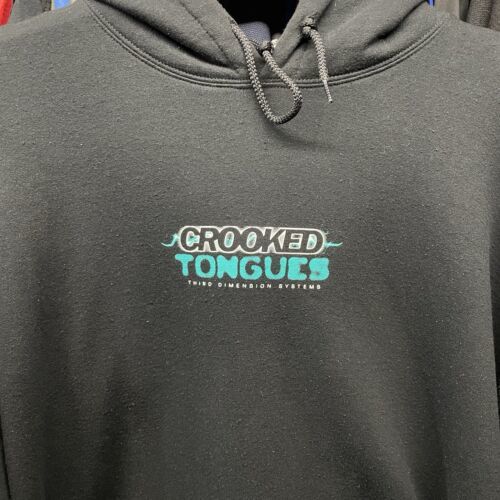 CROOKED
TONGUES
THIRD DIMENSION SYSTEMS